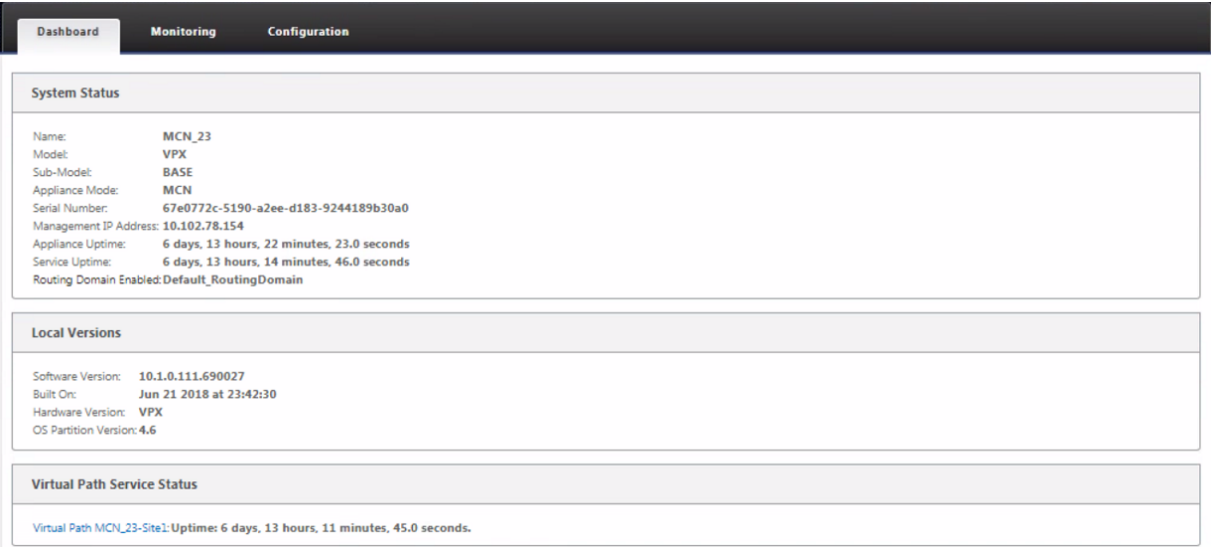 Dashboard Monitoring Configuration
System Status
Name: MCN_23
Model: VPX
Sub-Model: BASE
Appliance Mode: MCN
Serial Number: 67e0772c-5190-a2ee-d183-9244189b30a0
Management IP Address: 10.102.78.154
Appliance Uptime: 6 days, 13 hours, 22 minutes, 23.0 seconds
Service Uptime: 6 days, 13 hours, 14 minutes, 46.0 seconds
Routing Domain Enabled: Default_RoutingDomain
Local Versions
Software Version: 10.1.0.111.690027
Built On: Jun 21 2018 at 23:42:30
Hardware Version: VPX
OS Partition Version: 4.6
Virtual Path Service Status
Virtual Path MCN_23-Site1: Uptime: 6 days, 13 hours, 11 minutes, 45.0 seconds.